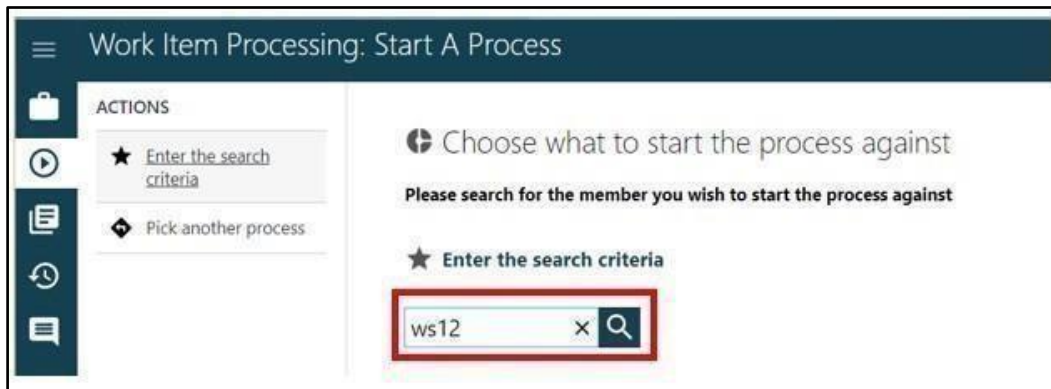 Work Item Processing: Start A Process
ACTIONS
Enter the search
criteria
Pick another process
Choose what to start the process against
Please search for the member you wish to start the process against
Enter the search criteria
ws12